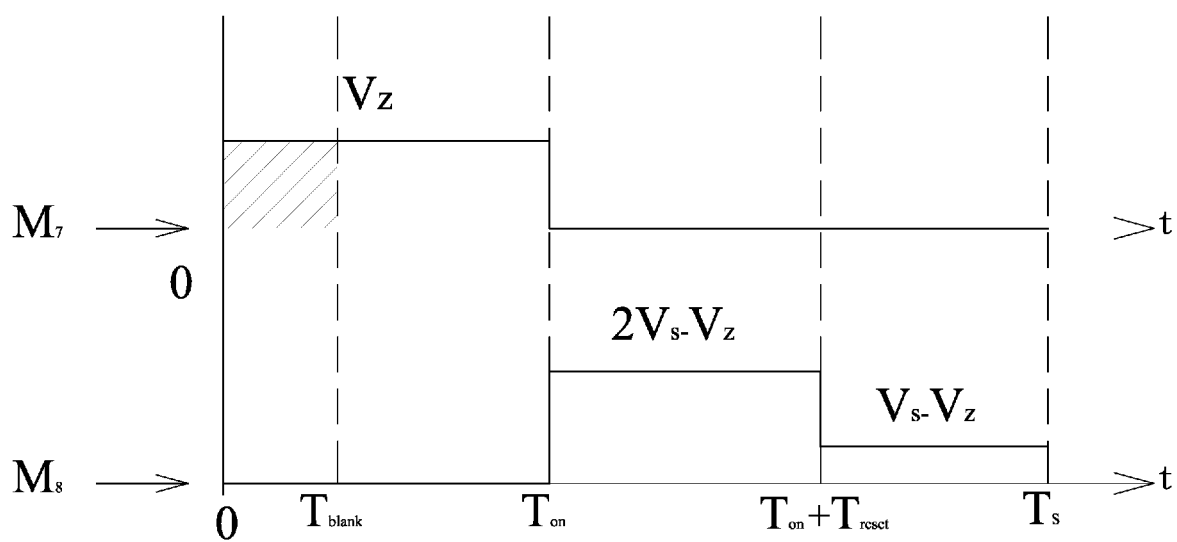 Vz
M₇ t
0
2Vs-Vz
Vs-Vz
M₈ t
0 Tblank Ton Ton+Treset Ts